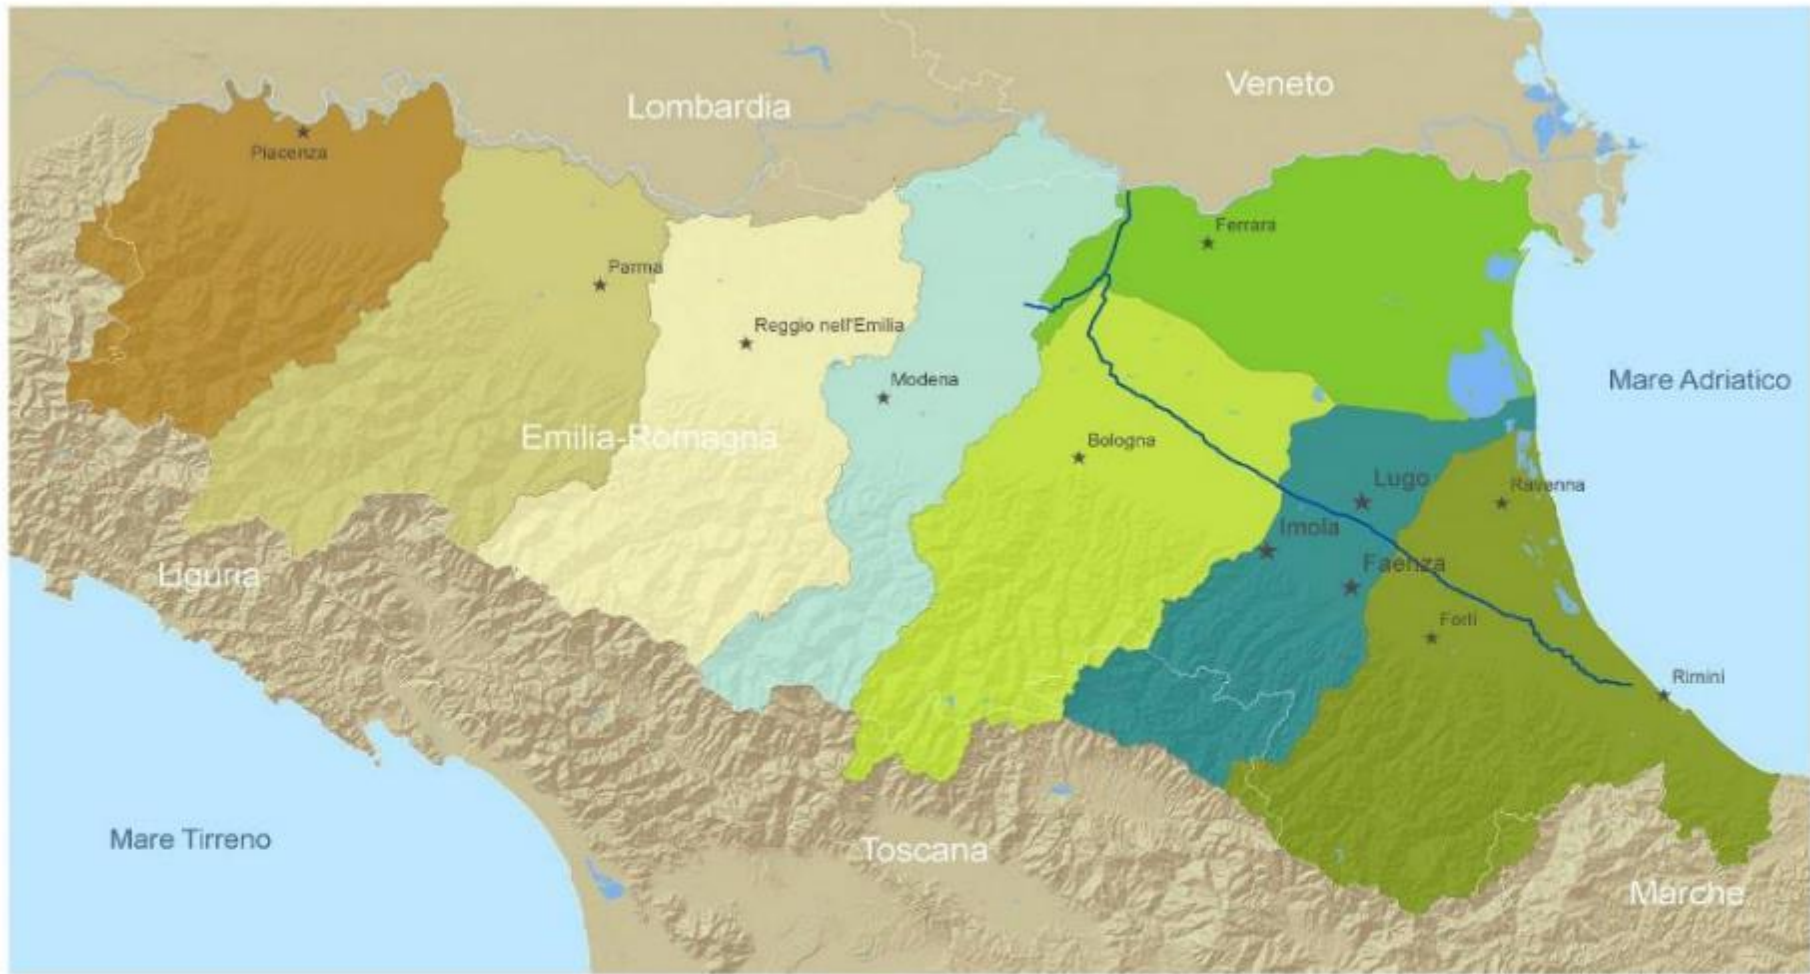 Veneto
Lombardia
Piacenza
Ferrara
Parma
Reggio nell'Emilia
Modena
Mare Adriatico
Emilia-Romagna
Bologna
Lugo
Ravenna
Imola
Faenza
Liguria
Forlì
Rimini
Mare Tirreno
Toscana
Marche